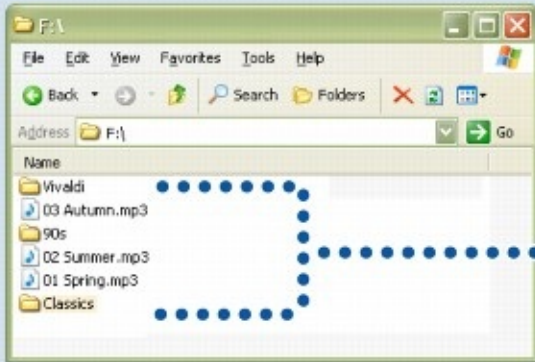 F:\
File Edit View Favorites Tools Help
Back Search Folders
Address F:\ Go
Name
Vivaldi
03 Autumn.mp3
90s
02 Summer.mp3
01 Spring.mp3
Classics